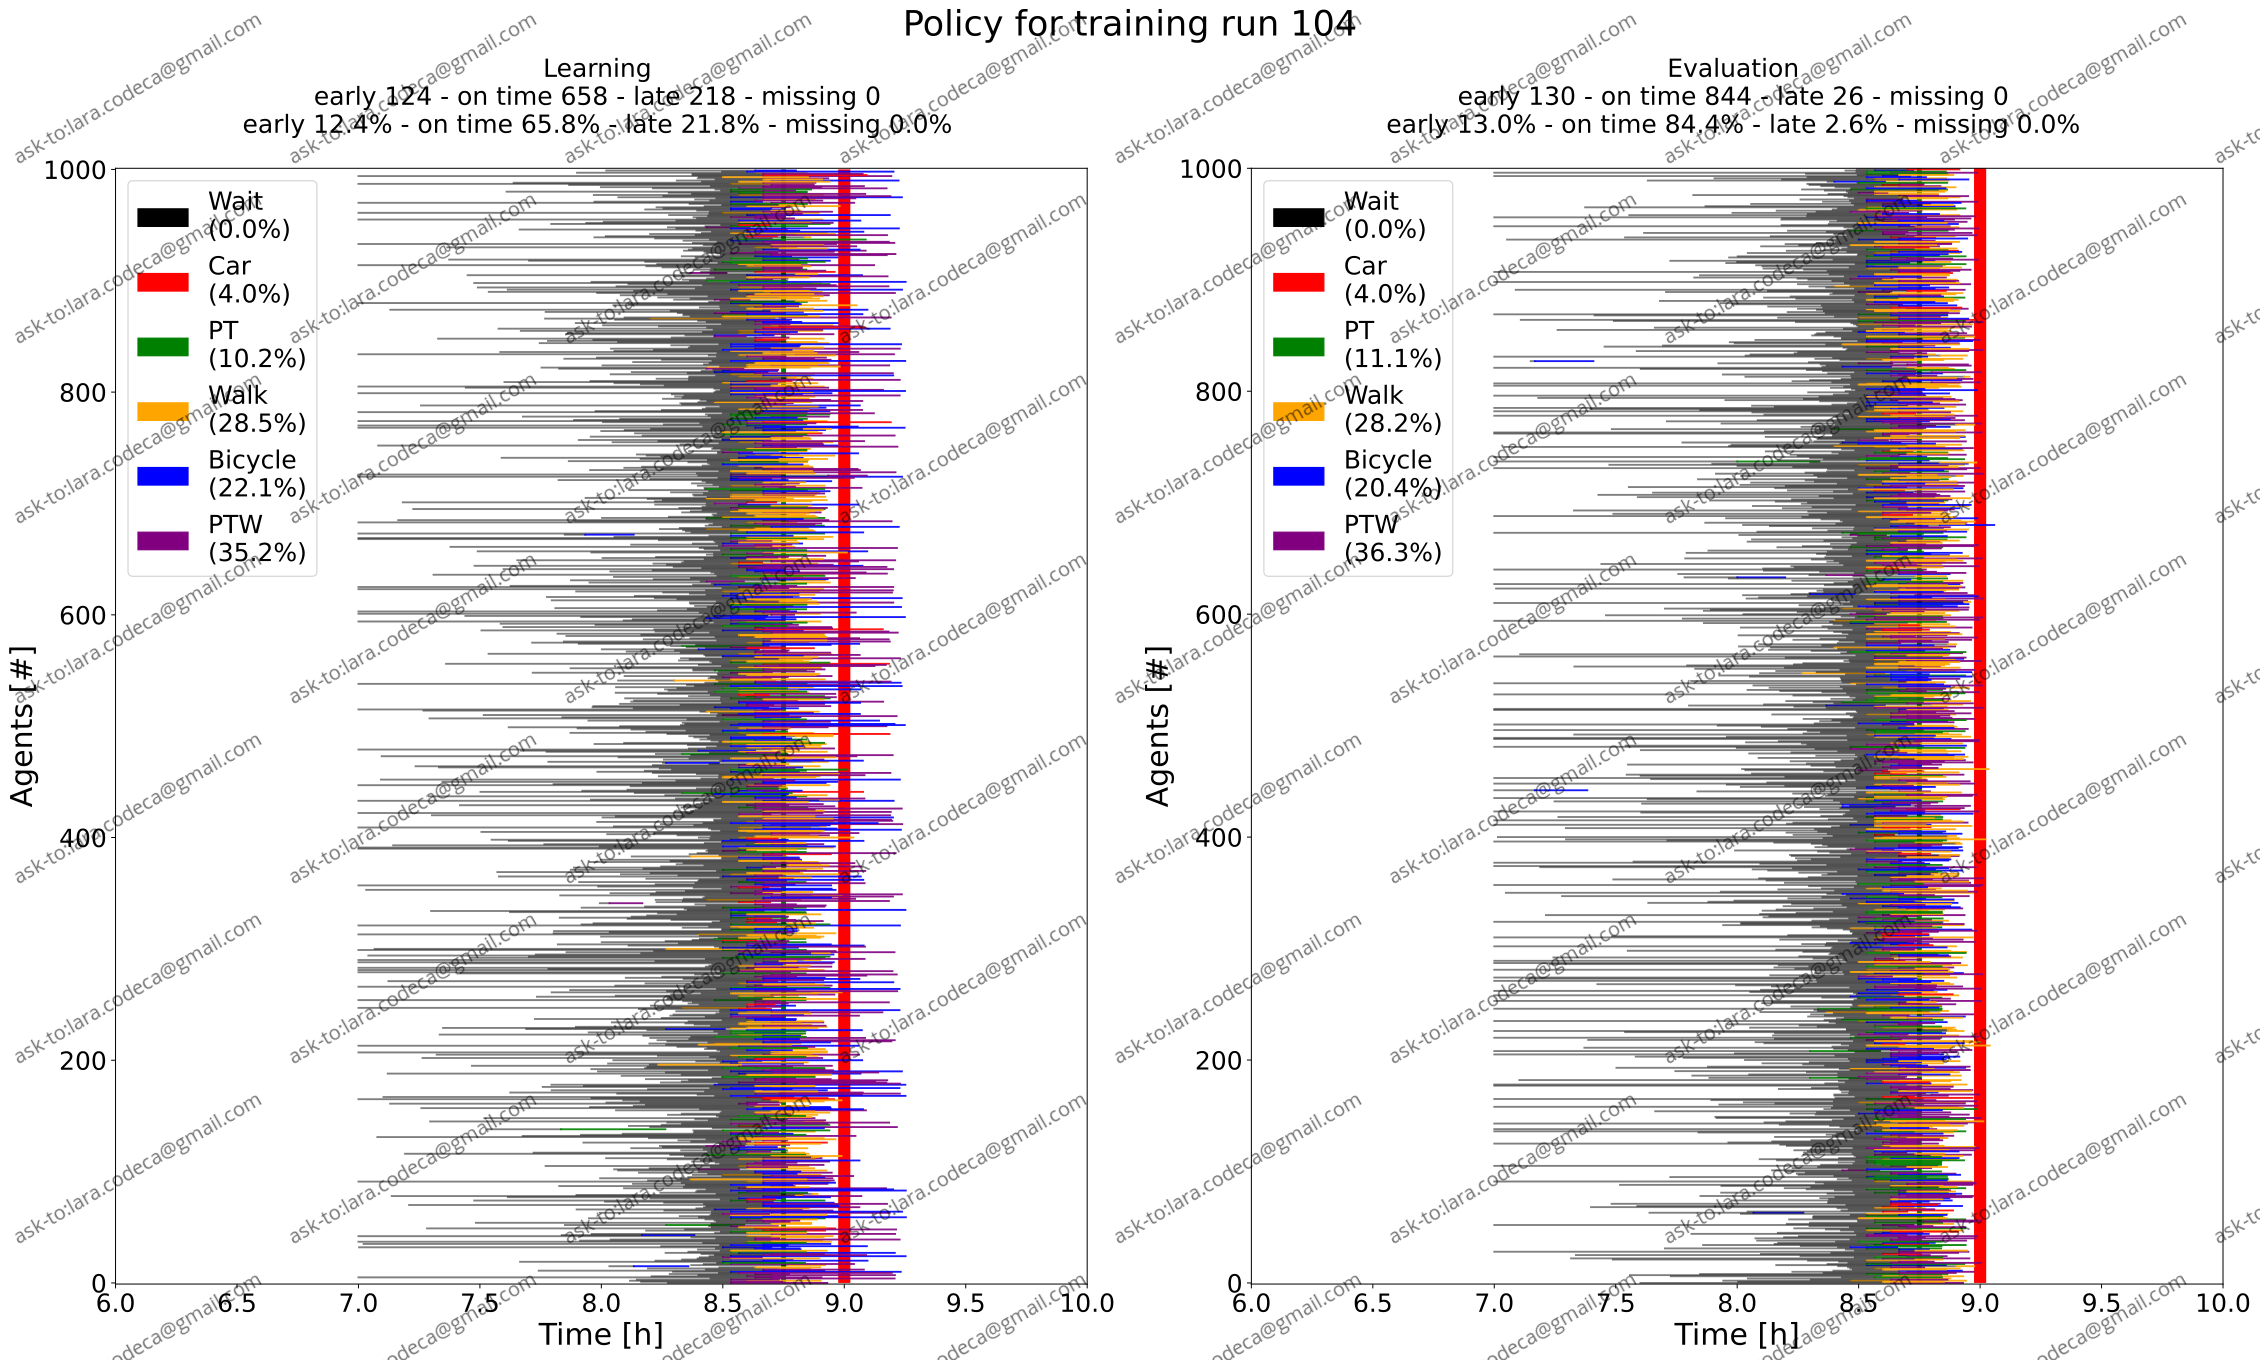 Policy for training run 104
Learning
early 124 - on time 658 - late 218 - missing 0
early 12.4% - on time 65.8% - late 21.8% - missing 0.0%
1000
800
600
400
200
0
Agents [#]
Wait
(0.0%)
Car
(4.0%)
PT
(10.2%)
Walk
(28.5%)
Bicycle
(22.1%)
PTW
(35.2%)
6.0 6.5 7.0 7.5 8.0 8.5 9.0 9.5 10.0
Time [h]
Evaluation
early 130 - on time 844 - late 26 - missing 0
early 13.0% - on time 84.4% - late 2.6% - missing 0.0%
1000
800
600
400
200
0
Agents [#]
Wait
(0.0%)
Car
(4.0%)
PT
(11.1%)
Walk
(28.2%)
Bicycle
(20.4%)
PTW
(36.3%)
6.0 6.5 7.0 7.5 8.0 8.5 9.0 9.5 10.0
Time [h]
ask-to:lara.codeca@gmail.com